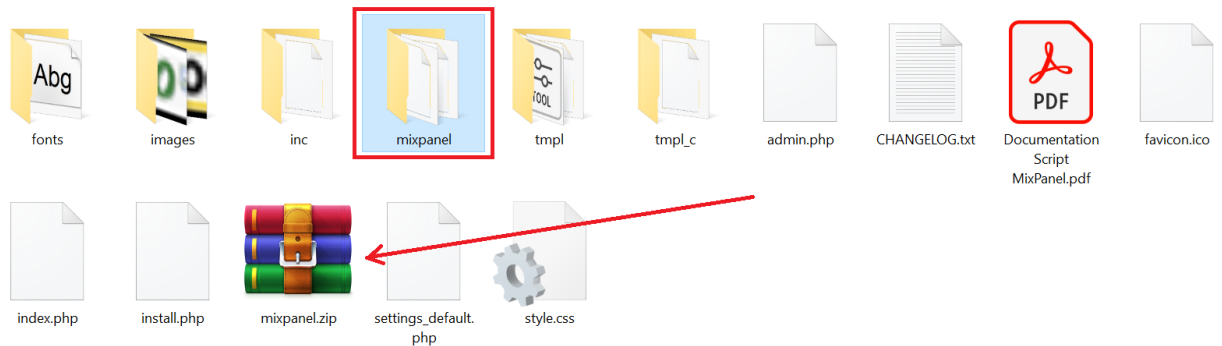 Abg
TOOL
PDF
fonts
images
inc
mixpanel
tmpl
tmpl_c
admin.php
CHANGELOG.txt
Documentation
Script
MixPanel.pdf
favicon.ico
index.php
install.php
mixpanel.zip
settings_default.
php
style.css